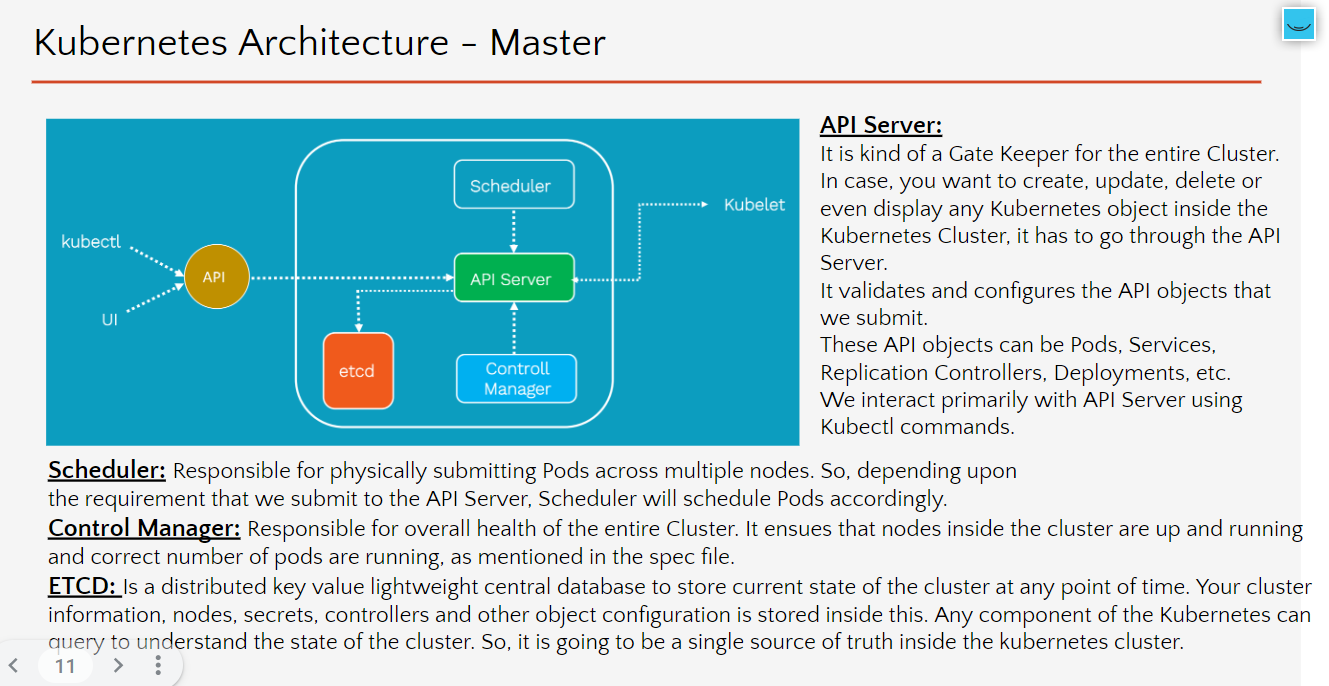 Kubernetes Architecture - Master
Scheduler
kubectl
API
UI
API Server
Kubelet
etcd
Controll
Manager
API Server:
It is kind of a Gate Keeper for the entire Cluster.
In case, you want to create, update, delete or
even display any Kubernetes object inside the
Kubernetes Cluster, it has to go through the API
Server.
It validates and configures the API objects that
we submit.
These API objects can be Pods, Services,
Replication Controllers, Deployments, etc.
We interact primarily with API Server using
Kubectl commands.
Scheduler: Responsible for physically submitting Pods across multiple nodes. So, depending upon
the requirement that we submit to the API Server, Scheduler will schedule Pods accordingly.
Control Manager: Responsible for overall health of the entire Cluster. It ensues that nodes inside the cluster are up and running
and correct number of pods are running, as mentioned in the spec file.
ETCD: Is a distributed key value lightweight central database to store current state of the cluster at any point of time. Your cluster
information, nodes, secrets, controllers and other object configuration is stored inside this. Any component of the Kubernetes can
query to understand the state of the cluster. So, it is going to be a single source of truth inside the kubernetes cluster.
11